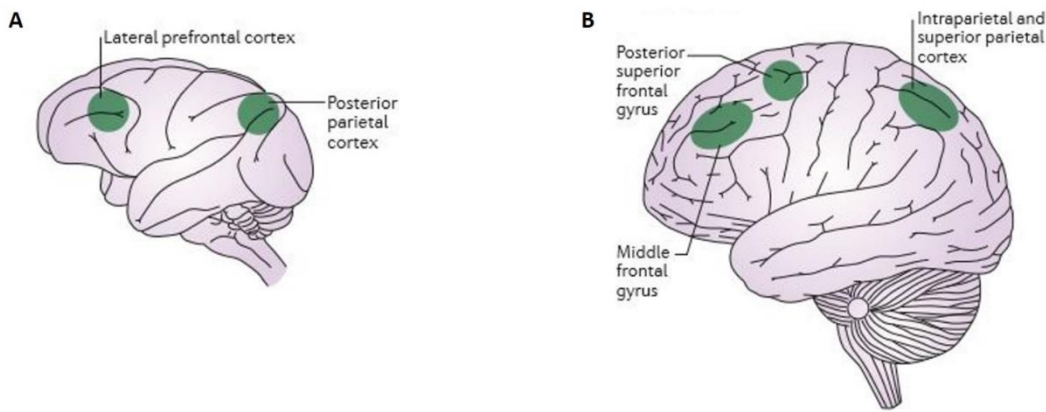 A
Lateral prefrontal cortex
Posterior
parietal
cortex
B
Posterior
superior
frontal
gyrus
Intraparietal and
superior parietal
cortex
Middle
frontal
gyrus